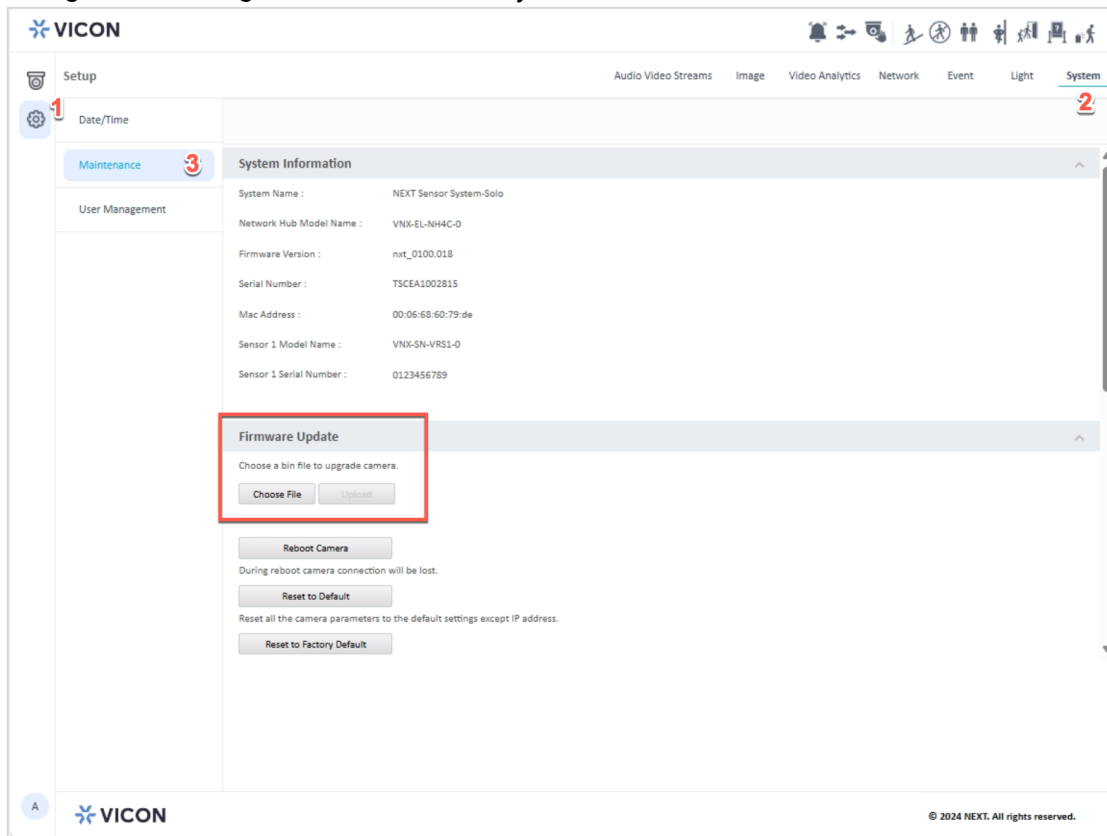 VICON
Setup
Audio Video Streams Image Video Analytics Network Event Light System
1
2
Date/Time
Maintenance 3
User Management
System Information
System Name : NEXT Sensor System-Solo
Network Hub Model Name : VNX-EL-NH4C-0
Firmware Version : nxt_0100.018
Serial Number : TSCEA1002815
Mac Address : 00:06:68:60:79:de
Sensor 1 Model Name : VNX-SN-VRS1-0
Sensor 1 Serial Number : 0123456789
Firmware Update
Choose a bin file to upgrade camera.
Choose File Upload
Reboot Camera
During reboot camera connection will be lost.
Reset to Default
Reset all the camera parameters to the default settings except IP address.
Reset to Factory Default
A
VICON
© 2024 NEXT. All rights reserved.